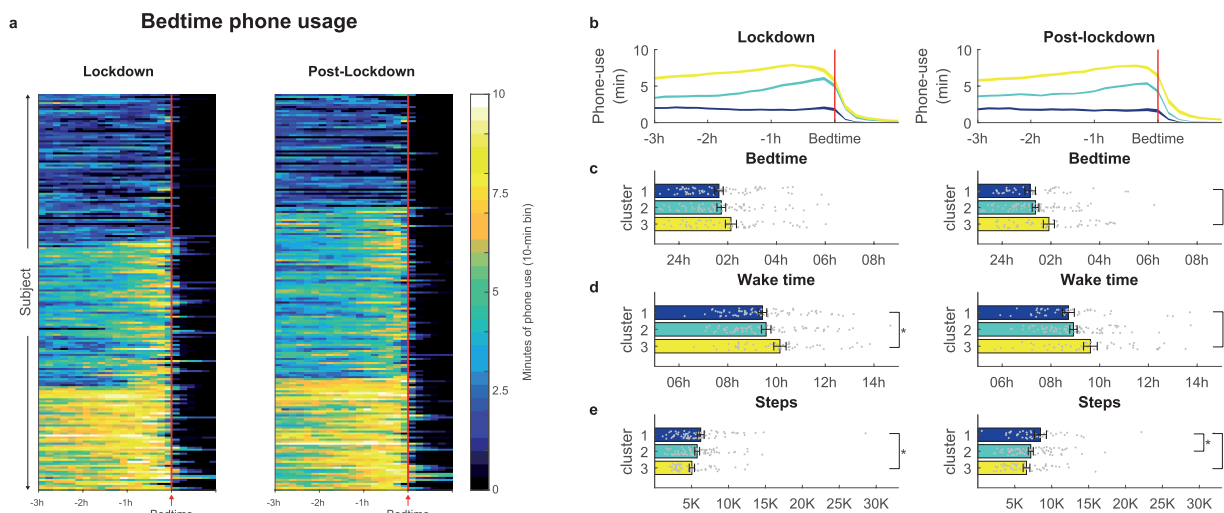 a
Bedtime phone usage
Lockdown
Post-Lockdown
Subject
-3h -2h -1h
-3h -2h -1h
10
7.5
5
2.5
0
Minutes of phone use (10-min bin)
b
Lockdown
Phone-use
(min)
10
5
0
-3h -2h -1h Bedtime
Post-lockdown
Phone-use
(min)
10
5
0
-3h -2h -1h Bedtime
c
Bedtime
cluster
1
2
3
24h 02h 04h 06h 08h
Bedtime
cluster
1
2
3
24h 02h 04h 06h 08h
d
Wake time
cluster
1
2
3
*
06h 08h 10h 12h 14h
Wake time
cluster
1
2
3
06h 08h 10h 12h 14h
e
Steps
cluster
1
2
3
*
5K 10K 15K 20K 25K 30K
Steps
cluster
1
2
3
*
5K 10K 15K 20K 25K 30K